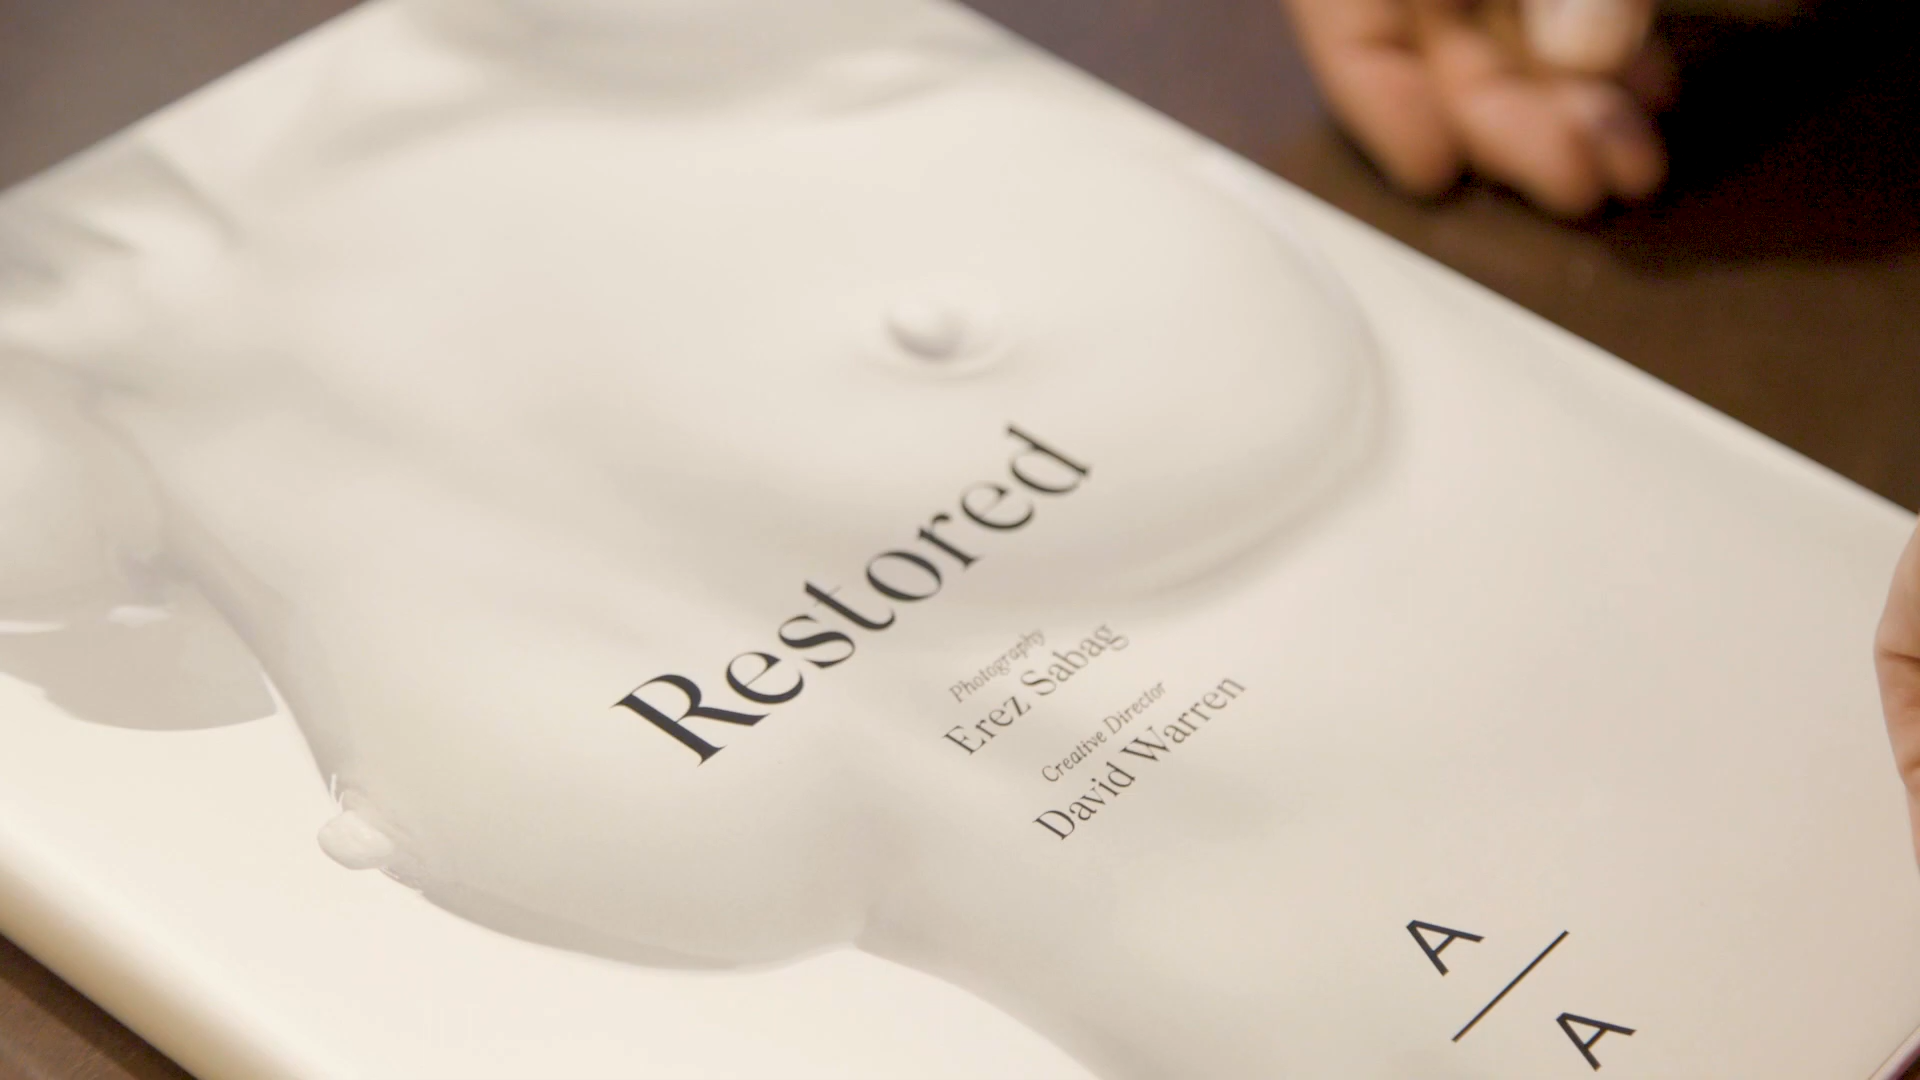 Restored
Photography
Erez Sabag
Creative Director
David Warren
A
A